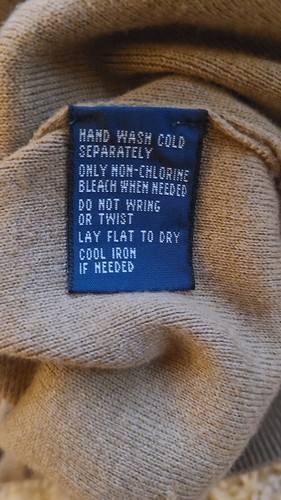 HAND WASH COLD
SEPARATELY
ONLY NON-CHLORINE
BLEACH WHEN NEEDED
DO NOT WRING
OR TWIST
LAY FLAT TO DRY
COOL IRON
IF NEEDED